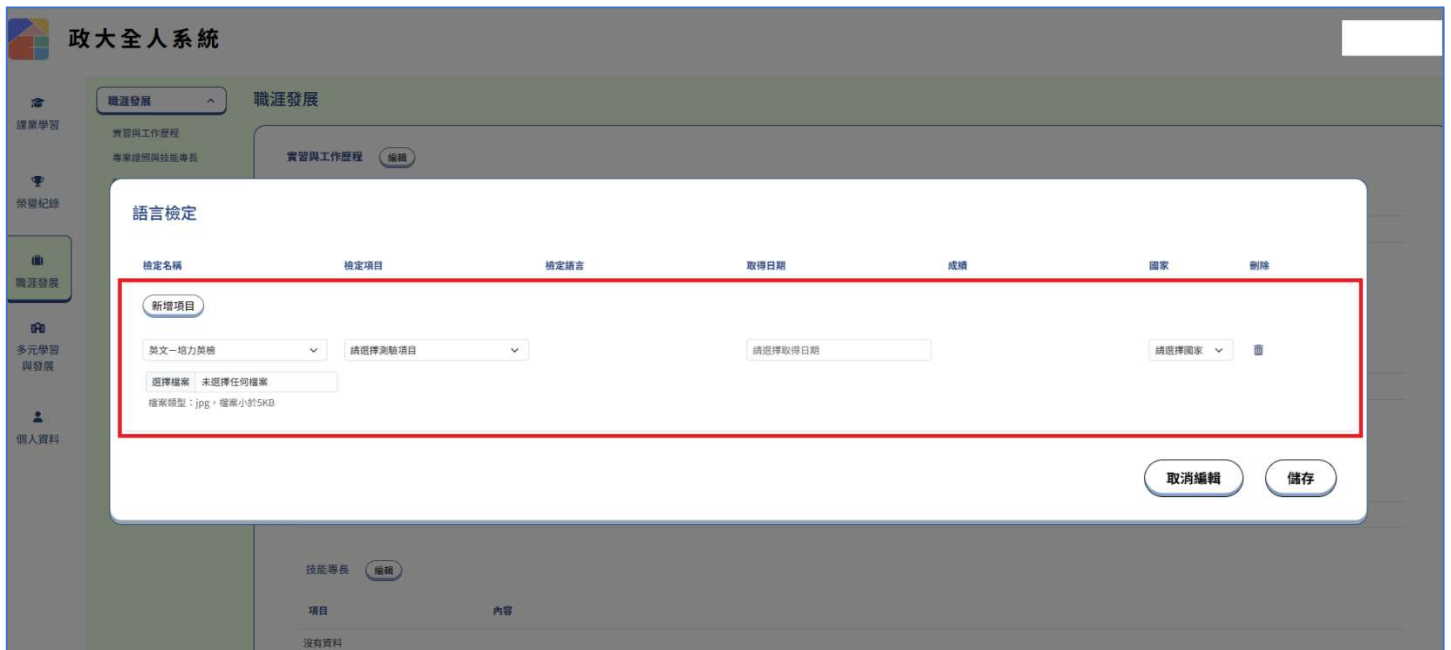 政大全人系統
課業學習
榮譽紀錄
職涯發展
多元學習
與發展
個人資料
職涯發展
實習與工作歷程
專業證照與技能專長
職涯發展
實習與工作歷程 編輯
語言檢定
檢定名稱 檢定項目 檢定語言 取得日期 成績 國家 刪除
新增項目
英文-培力英檢 請選擇測驗項目 請選擇取得日期 請選擇國家
選擇檔案 未選擇任何檔案
檔案類型：jpg，檔案小於5KB
取消編輯 儲存
技能專長 編輯
項目 內容
沒有資料